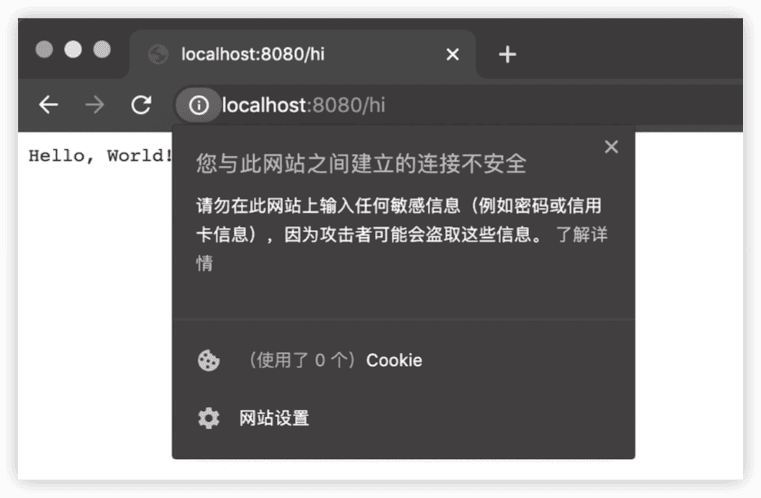 localhost:8080/hi
localhost:8080/hi
Hello, World!
您与此网站之间建立的连接不安全
请勿在此网站上输入任何敏感信息（例如密码或信用
卡信息），因为攻击者可能会盗取这些信息。 了解详
情
（使用了 0 个）Cookie
网站设置